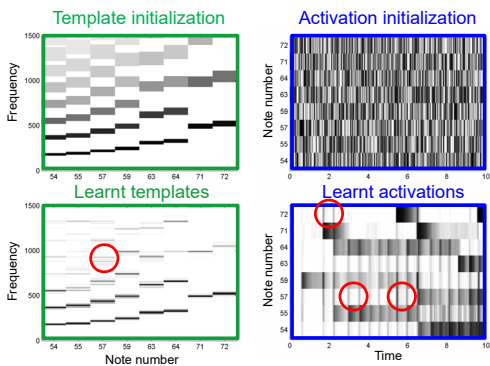 Template initialization
Activation initialization
Frequency
1500
1000
500
0
54 55 57 59 63 64 71 72
Note number
72
71
64
63
59
57
55
54
0 2 4 6 8 10
Learnt templates
Learnt activations
Frequency
1500
1000
500
0
54 55 57 59 63 64 71 72
Note number
Note number
72
71
64
63
59
57
55
54
0 2 4 6 8 10
Time